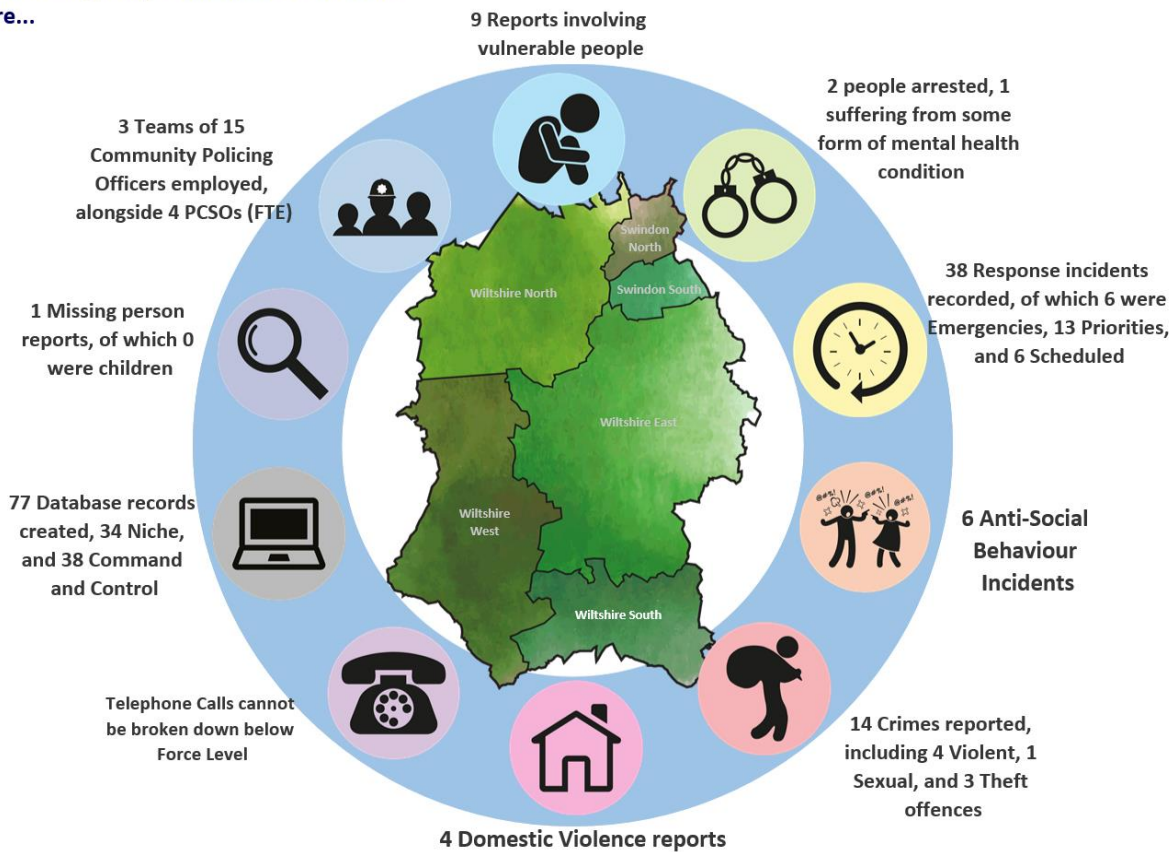 re...
9 Reports involving
vulnerable people
2 people arrested, 1
suffering from some
form of mental health
condition
3 Teams of 15
Community Policing
Officers employed,
alongside 4 PCSOs (FTE)
38 Response incidents
recorded, of which 6 were
Emergencies, 13 Priorities,
and 6 Scheduled
1 Missing person
reports, of which 0
were children
Swindon
North
Wiltshire North
Swindon South
Wiltshire East
Wiltshire
West
Wiltshire South
77 Database records
created, 34 Niche,
and 38 Command
and Control
@#%!
@#%!
@#%!
6 Anti-Social
Behaviour
Incidents
Telephone Calls cannot
be broken down below
Force Level
14 Crimes reported,
including 4 Violent, 1
Sexual, and 3 Theft
offences
4 Domestic Violence reports